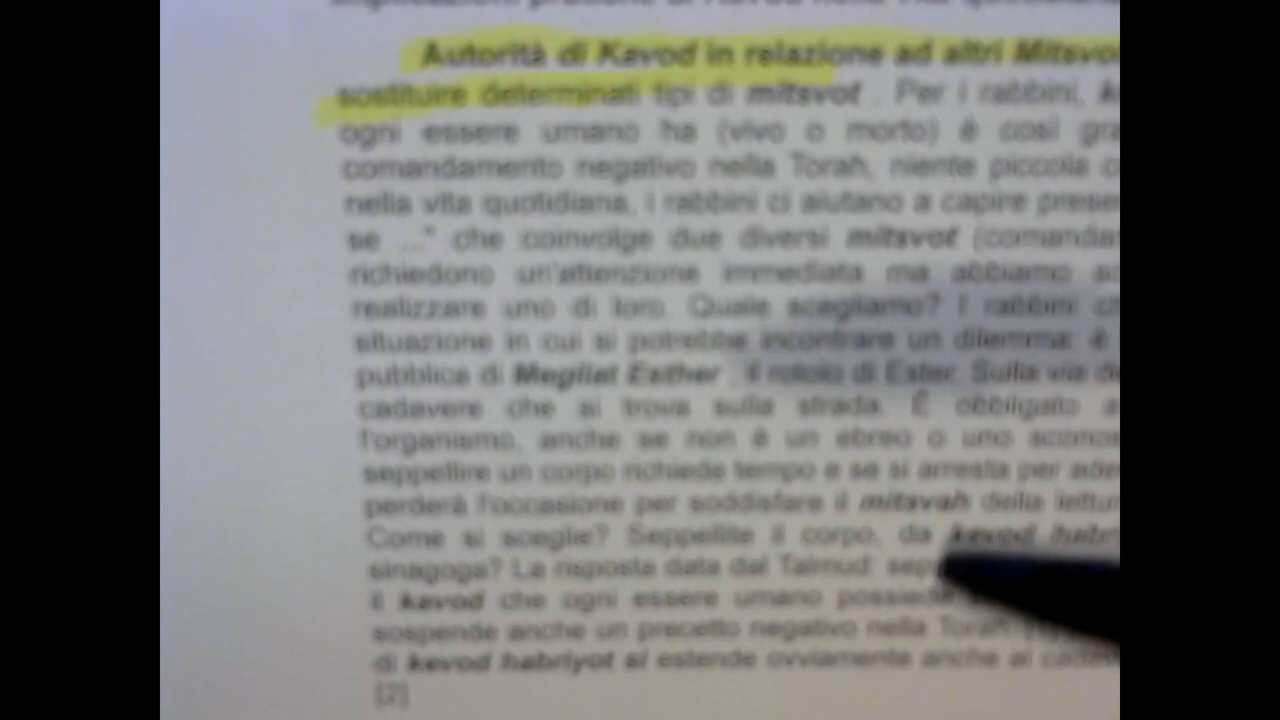 Autorità di Kavod in relazione ad altri Mitsvot
sostituire determinati tipi di mitsvot . Per i rabbini,
ogni essere umano ha (vivo o morto) è così
comandamento negativo nella Torah, niente piccola
nella vita quotidiana, i rabbini ci aiutano a capire
se ..." che coinvolge due diversi mitsvot
richiedono un'attenzione immediata ma abbiamo
realizzare uno di loro. Quale scegliamo? I rabbini
situazione in cui si potrebbe incontrare un dilemma: è
pubblica di Megilat Esther , il rotolo di Ester. Sulla via
cadavere che si trova sulla strada. È obbligato
l'organismo, anche se non è un ebreo o uno
seppellire un corpo richiede tempo e se si arresta per
perderà l'occasione per soddisfare il mitsvah della
Come si sceglie? Seppellite il corpo, da kevod
sinagoga? La risposta data dal Talmud:
il kavod che ogni essere umano possiede
sospende anche un precetto negativo nella Torah.
di kevod habriyot si estende ovviamente anche al
[2]